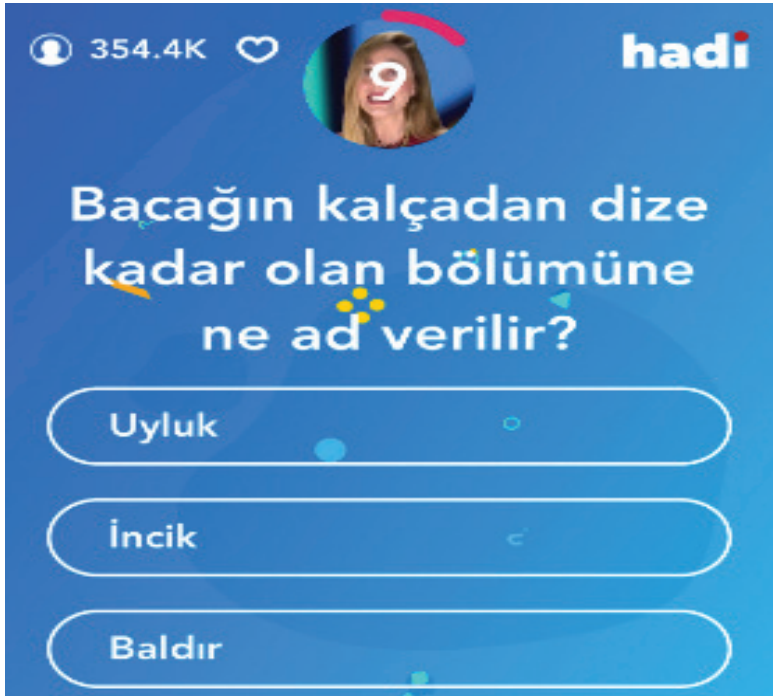 354.4K
hadi
9
Bacağın kalçadan dize
kadar olan bölümüne
ne ad verilir?
Uyluk
İncik
Baldır